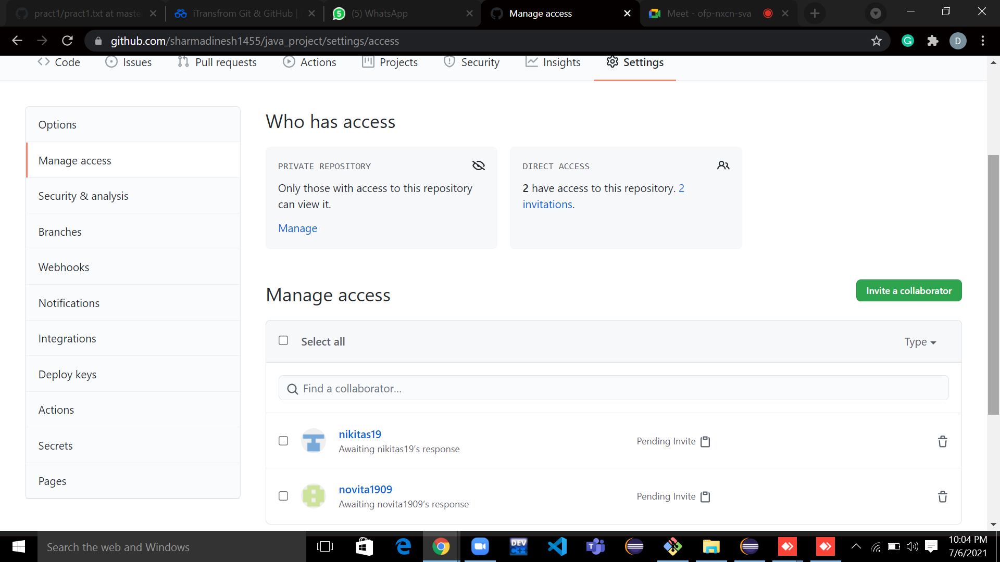 pract1/pract1.txt at maste
iTransfrom Git & GitHub |
(5) WhatsApp
Manage access
Meet - ofp-nxcn-sva
github.com/sharmadinesh1455/java_project/settings/access
D
Code
Issues
Pull requests
Actions
Projects
Security
Insights
Settings
Options
Manage access
Security & analysis
Branches
Webhooks
Notifications
Integrations
Deploy keys
Actions
Secrets
Pages
Who has access
PRIVATE REPOSITORY
Only those with access to this repository
can view it.
Manage
DIRECT ACCESS
2 have access to this repository. 2
invitations.
Manage access
Invite a collaborator
Select all
Type
Find a collaborator...
nikitas19
Awaiting nikitas19's response
Pending Invite
novita1909
Awaiting novita1909's response
Pending Invite
Search the web and Windows
DEV
C++
10:04 PM
7/6/2021